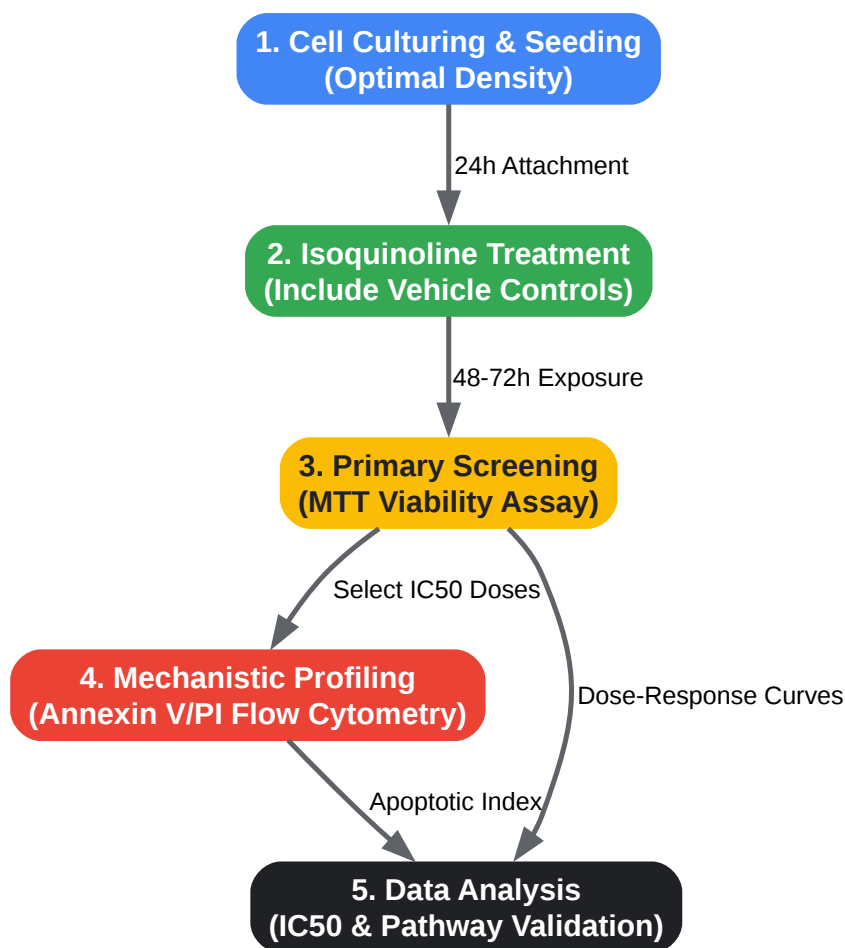 1. Cell Culturing & Seeding
(Optimal Density)
24h Attachment
2. Isoquinoline Treatment
(Include Vehicle Controls)
48-72h Exposure
3. Primary Screening
(MTT Viability Assay)
Select IC50 Doses
4. Mechanistic Profiling
(Annexin V/PI Flow Cytometry)
Dose-Response Curves
Apoptotic Index
5. Data Analysis
(IC50 & Pathway Validation)